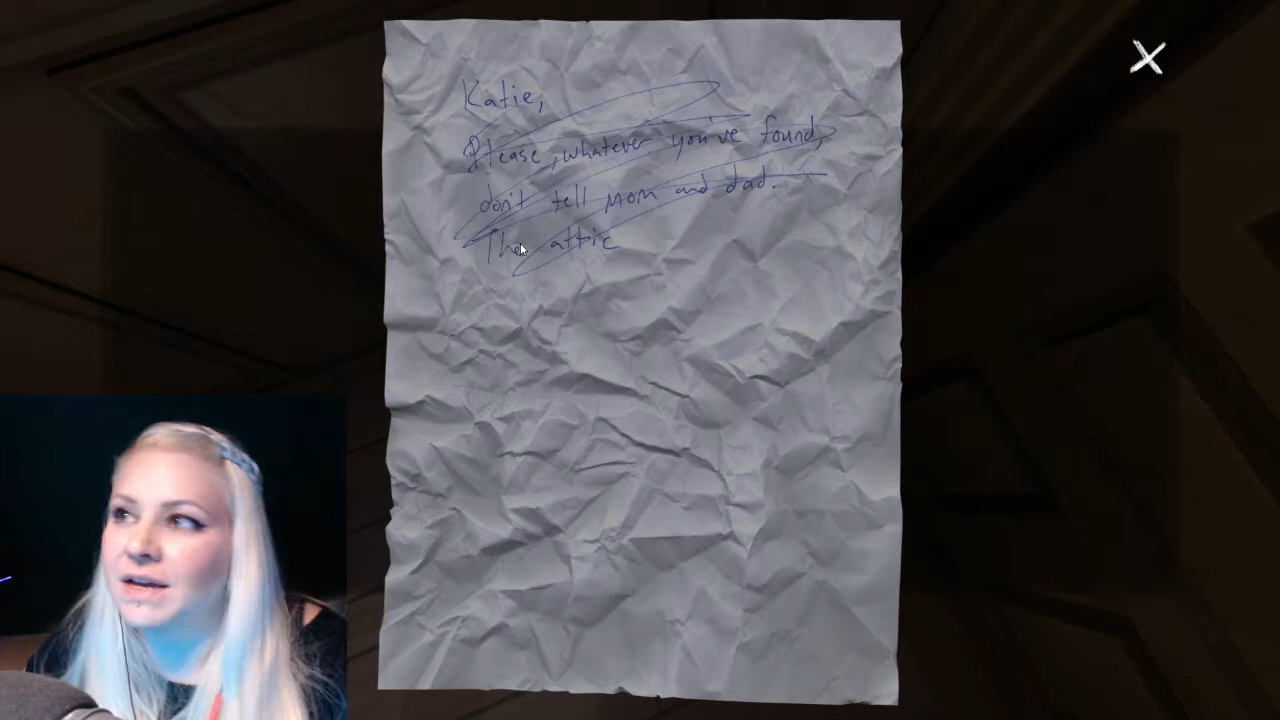 Katie,
Please, whatever you've found,
don't tell Mom and dad.
The attic